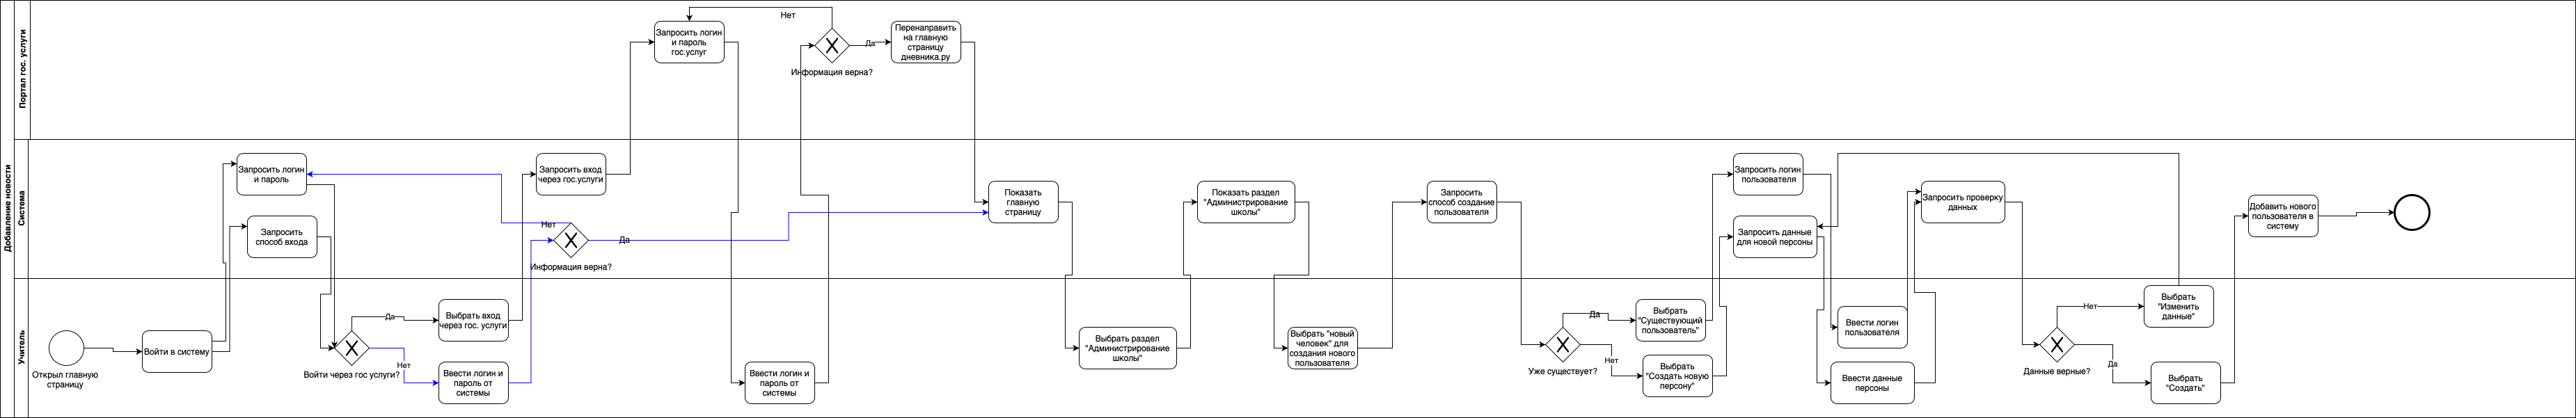 Добавление новости
Портал гос. услуги
Запросить логин
и пароль
гос.услуг
Нет
Информация верна?
Да
Перенаправить
на главную
страницу
дневника.ру
Система
Запросить логин
и пароль
Запросить
способ входа
Запросить вход
через гос.услуги
Нет
Информация верна?
Да
Показать
главную
страницу
Показать раздел
"Администрирование
школы"
Запросить
способ создание
пользователя
Запросить логин
пользователя
Запросить данные
для новой персоны
Запросить проверку
данных
Добавить нового
пользователя в
систему
Учитель
Открыл главную
страницу
Войти в систему
Войти через гос услуги?
Да
Нет
Выбрать вход
через гос. услуги
Ввести логин и
пароль от
системы
Ввести логин и
пароль от
системы
Выбрать раздел
"Администрирование
школы"
Выбрать "новый
человек" для
создания нового
пользователя
Уже существует?
Да
Нет
Выбрать
"Существующий
пользователь"
Выбрать
"Создать новую
персону"
Ввести логин
пользователя
Ввести данные
персоны
Данные верные?
Нет
Да
Выбрать
"Изменить
данные"
Выбрать
"Создать"